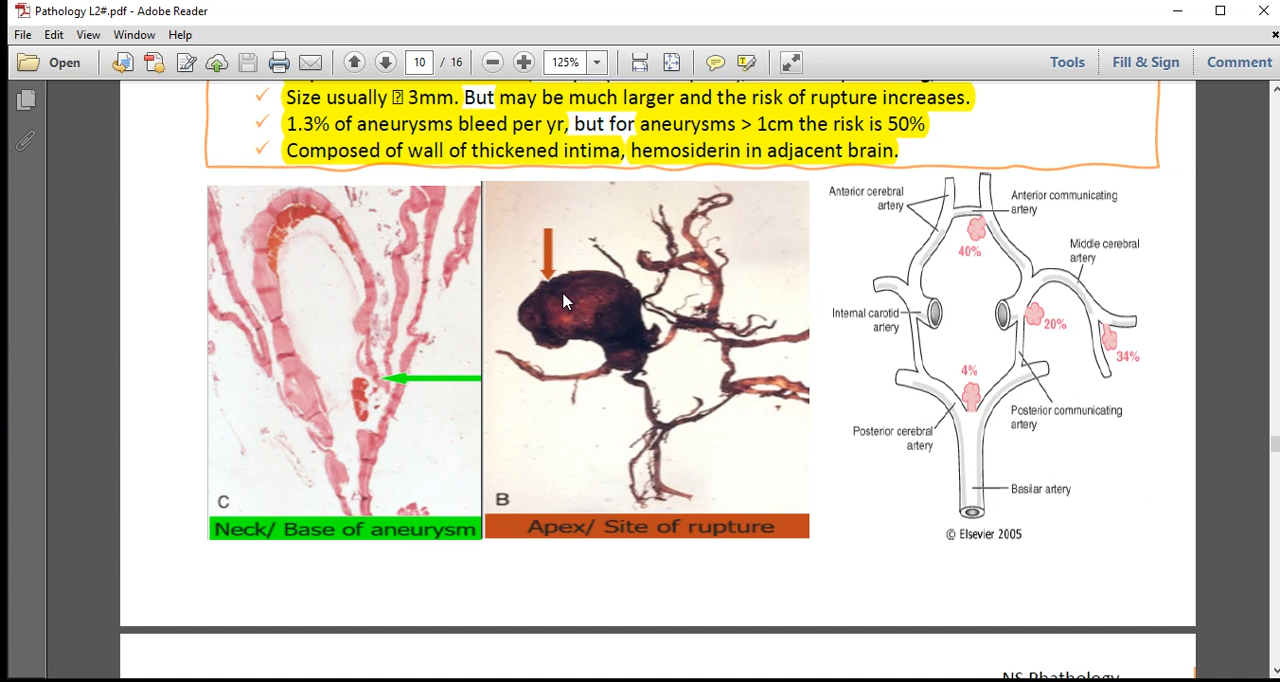 Pathology L2#.pdf - Adobe Reader
File Edit View Window Help
Open
10 / 16
125%
Tools Fill & Sign Comment
Size usually 3mm. But may be much larger and the risk of rupture increases.
1.3% of aneurysms bleed per yr, but for aneurysms > 1cm the risk is 50%
Composed of wall of thickened intima, hemosiderin in adjacent brain.
C
Neck/ Base of aneurysm
B
Apex/ Site of rupture
Anterior cerebral
artery
Anterior communicating
artery
40%
Middle cerebral
artery
Internal carotid
artery
20%
34%
4%
Posterior communicating
artery
Posterior cerebral
artery
Basilar artery
© Elsevier 2005
NS Phathology